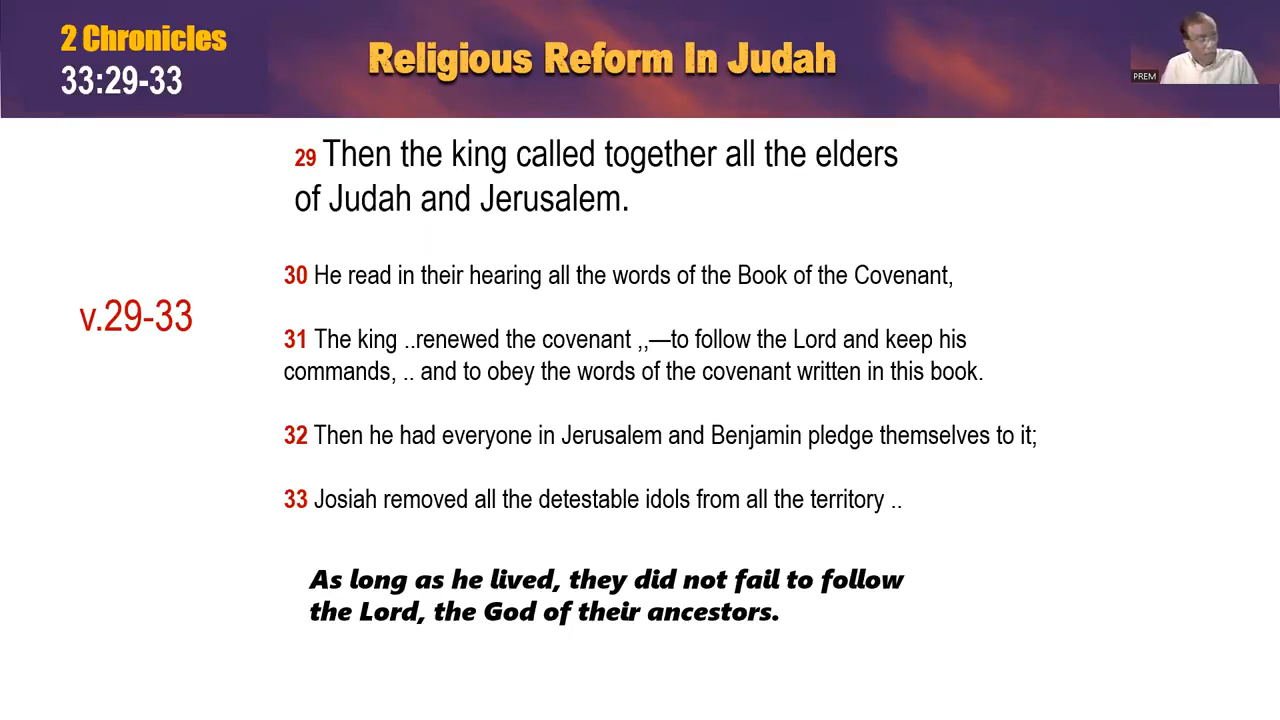 2 Chronicles
33:29-33
Religious Reform In Judah
PREM
29 Then the king called together all the elders
of Judah and Jerusalem.
30 He read in their hearing all the words of the Book of the Covenant,
v.29-33
31 The king ..renewed the covenant ,,—to follow the Lord and keep his
commands, .. and to obey the words of the covenant written in this book.
32 Then he had everyone in Jerusalem and Benjamin pledge themselves to it;
33 Josiah removed all the detestable idols from all the territory ..
As long as he lived, they did not fail to follow
the Lord, the God of their ancestors.